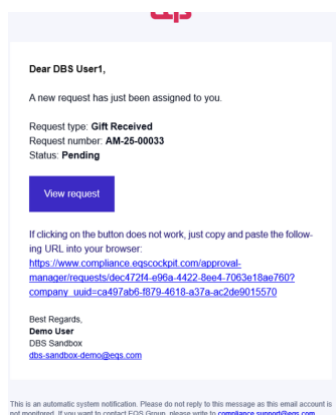 eqs
Dear DBS User1,
A new request has just been assigned to you.
Request type: Gift Received
Request number: AM-25-00033
Status: Pending
View request
If clicking on the button does not work, just copy and paste the follow-
ing URL into your browser:
https://www.compliance.eqscockpit.com/approval-
manager/requests/dec472f4-e96a-4422-8ee4-7063e18ae760?
company_uuid=ca497ab6-f879-4618-a37a-ac2de9015570
Best Regards,
Demo User
DBS Sandbox
dbs-sandbox-demo@eqs.com
This is an automatic system notification. Please do not reply to this message as this email account is
not monitored. If you want to contact EQS Group, please write to compliance.support@eqs.com